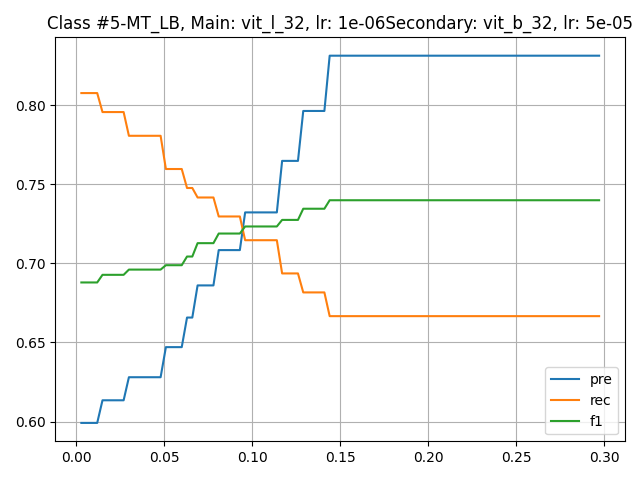 Class #5-MT_LB, Main: vit_l_32, lr: 1e-06Secondary: vit_b_32, lr: 5e-05
0.80
0.75
0.70
0.65
0.60
0.00 0.05 0.10 0.15 0.20 0.25 0.30
pre
rec
f1